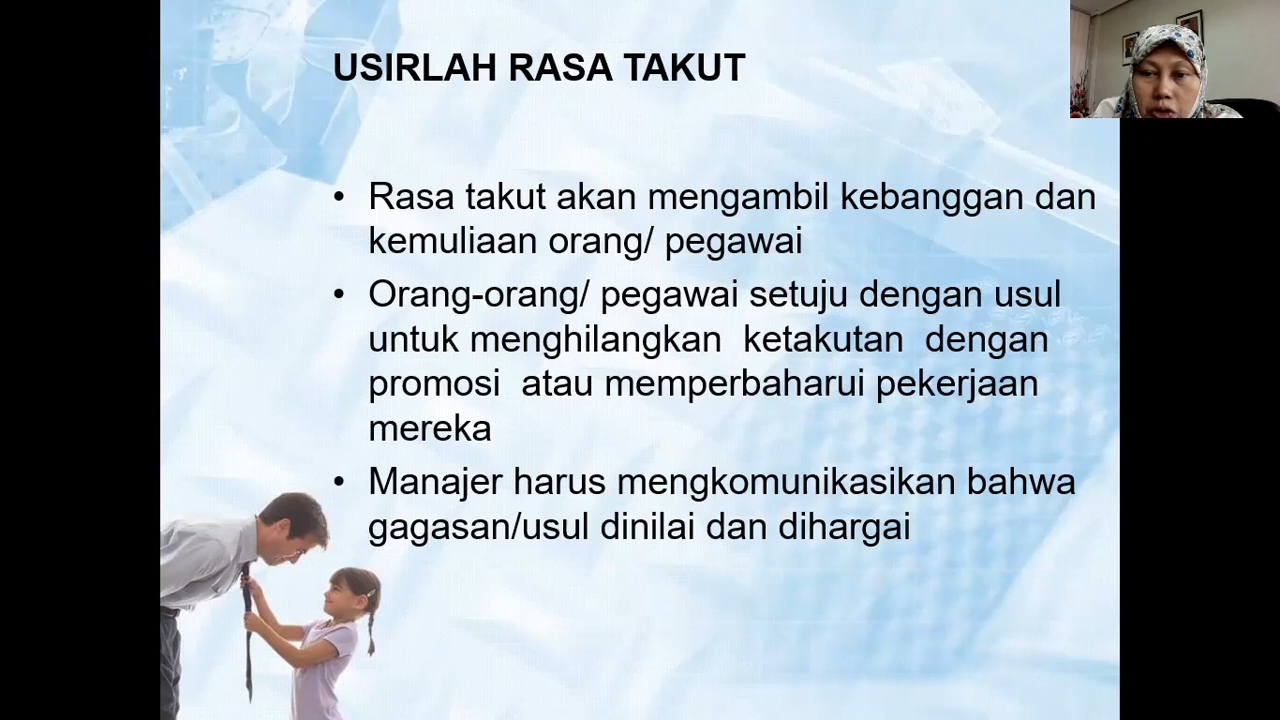 USIRLAH RASA TAKUT
• Rasa takut akan mengambil kebanggan dan
kemuliaan orang/ pegawai
• Orang-orang/ pegawai setuju dengan usul
untuk menghilangkan ketakutan dengan
promosi atau memperbaharui pekerjaan
mereka
• Manajer harus mengkomunikasikan bahwa
gagasan/usul dinilai dan dihargai